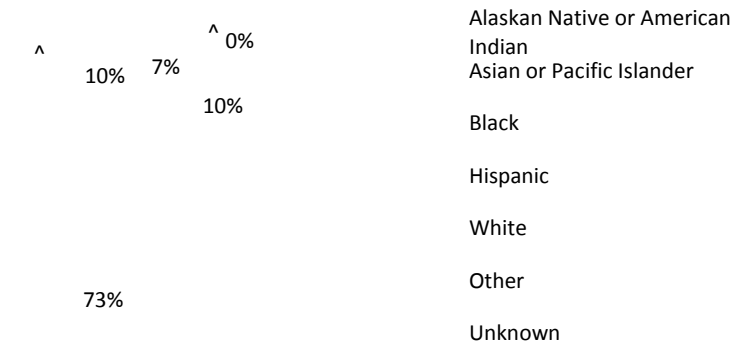 ^
^ 0%
10%
7%
10%
73%
Alaskan Native or American
Indian
Asian or Pacific Islander
Black
Hispanic
White
Other
Unknown